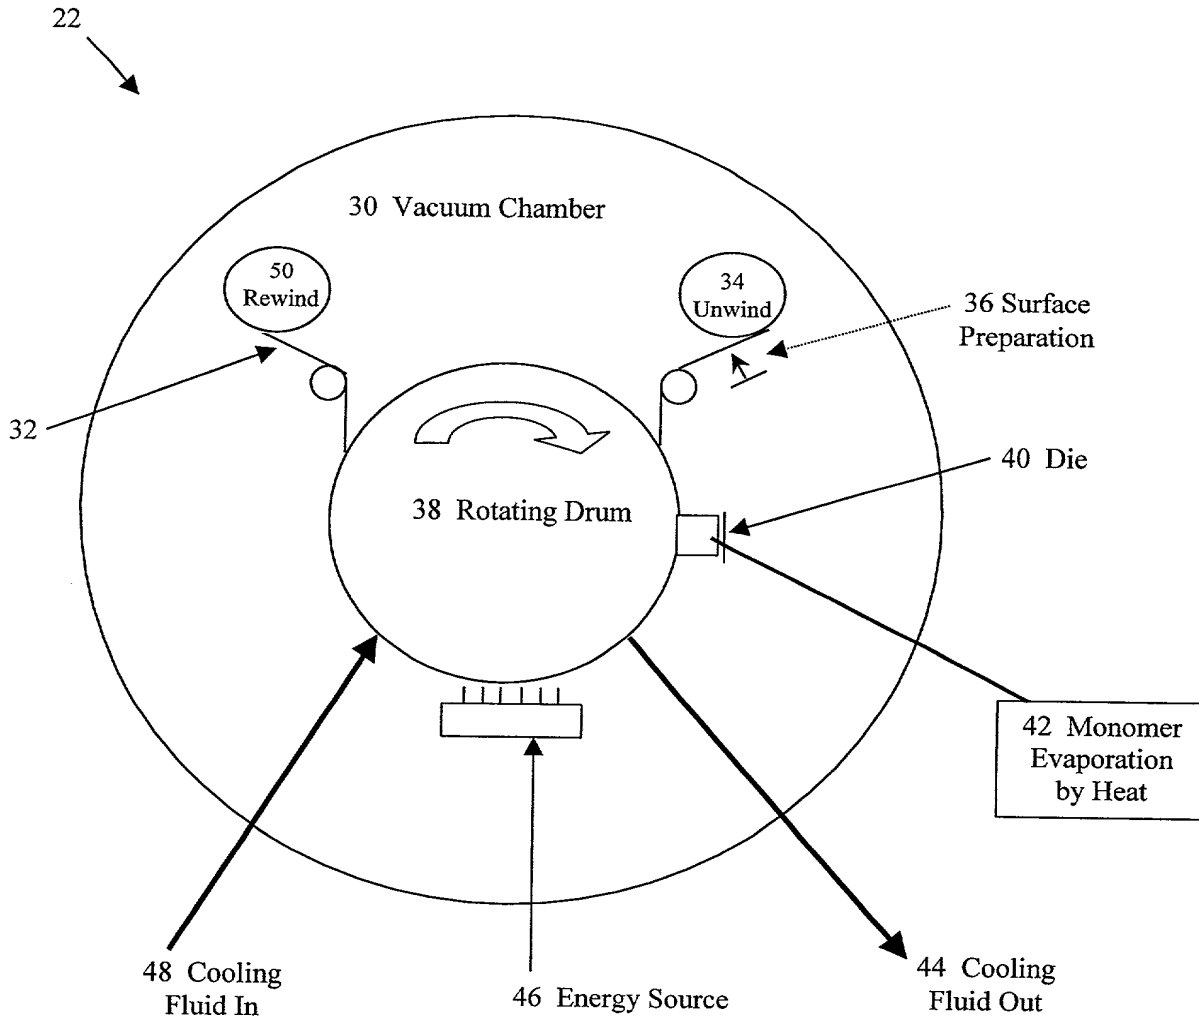 22
30 Vacuum Chamber
50
Rewind
34
Unwind
36 Surface
Preparation
32
40 Die
38 Rotating Drum
42 Monomer
Evaporation
by Heat
48 Cooling
Fluid In
46 Energy Source
44 Cooling
Fluid Out